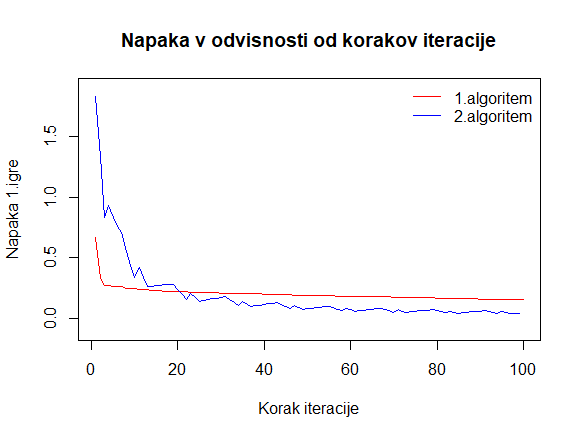 Napaka v odvisnosti od korakov iteracije
1.algoritem
2.algoritem
Napaka 1.igre
0.0 0.5 1.0 1.5
0 20 40 60 80 100
Korak iteracije